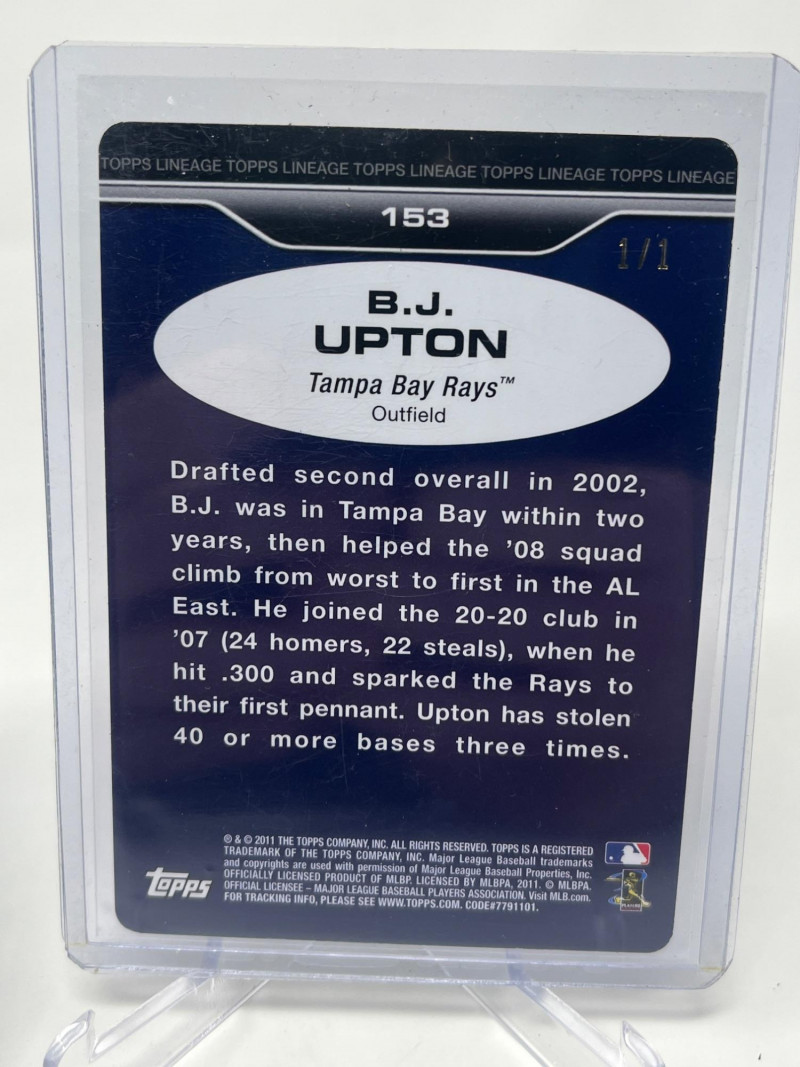 TOPPS LINEAGE TOPPS LINEAGE TOPPS LINEAGE TOPPS LINEAGE TOPPS LINEAGE
153
1/1
B.J.
UPTON
Tampa Bay Rays™
Outfield
Drafted second overall in 2002,
B.J. was in Tampa Bay within two
years, then helped the '08 squad
climb from worst to first in the AL
East. He joined the 20-20 club in
'07 (24 homers, 22 steals), when he
hit .300 and sparked the Rays to
their first pennant. Upton has stolen
40 or more bases three times.
® & © 2011 THE TOPPS COMPANY, INC. ALL RIGHTS RESERVED. TOPPS IS A REGISTERED
TRADEMARK OF THE TOPPS COMPANY, INC. Major League Baseball trademarks
and copyrights are used with permission of Major League Baseball Properties, Inc.
OFFICIALLY LICENSED PRODUCT OF MLBP. LICENSED BY MLBPA, 2011. © MLBPA.
OFFICIAL LICENSEE – MAJOR LEAGUE BASEBALL PLAYERS ASSOCIATION. Visit MLB.com.
FOR TRACKING INFO, PLEASE SEE WWW.TOPPS.COM. CODE#7791101.
TOPPS